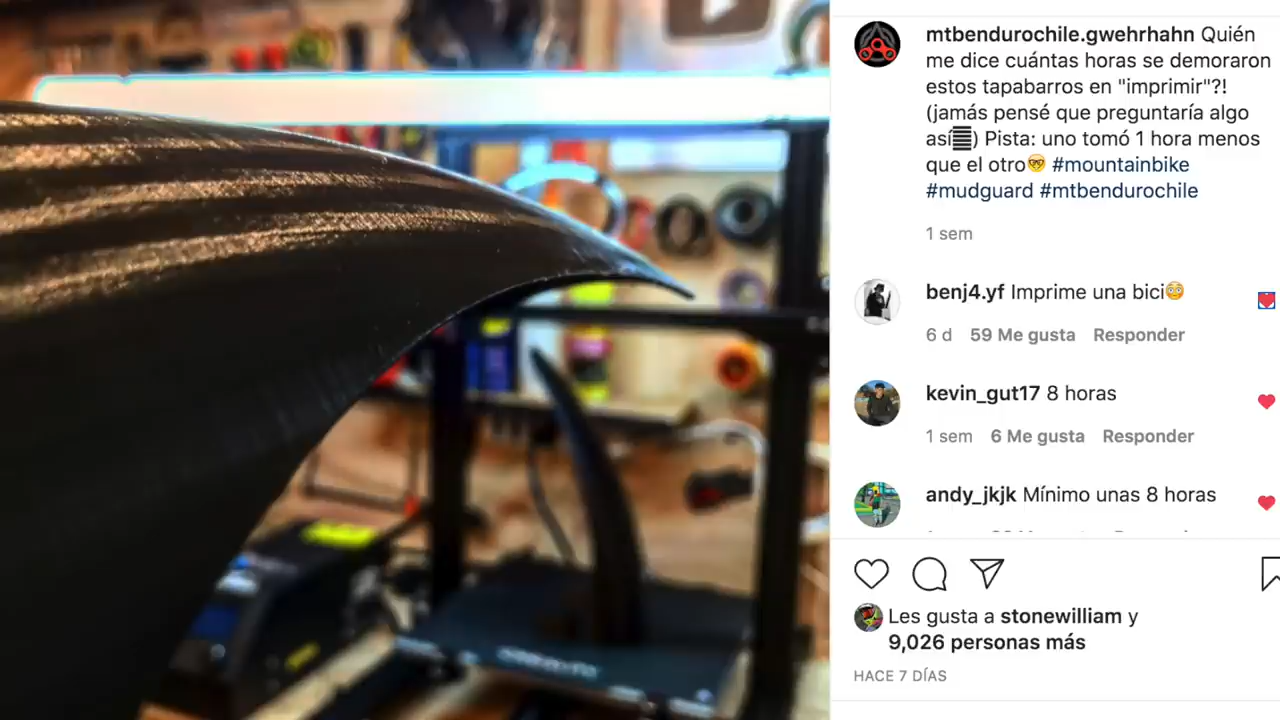 mtbendurochile.gwehrhahn Quién
me dice cuántas horas se demoraron
estos tapabarros en "imprimir"?!
(jamás pensé que preguntaría algo
así) Pista: uno tomó 1 hora menos
que el otro🤓 #mountainbike
#mudguard #mtbendurochile
1 sem
benj4.yf Imprime una bici😳
6 d 59 Me gusta Responder
kevin_gut17 8 horas
1 sem 6 Me gusta Responder
andy_jkjk Mínimo unas 8 horas
Les gusta a stonewilliam y
9,026 personas más
HACE 7 DÍAS